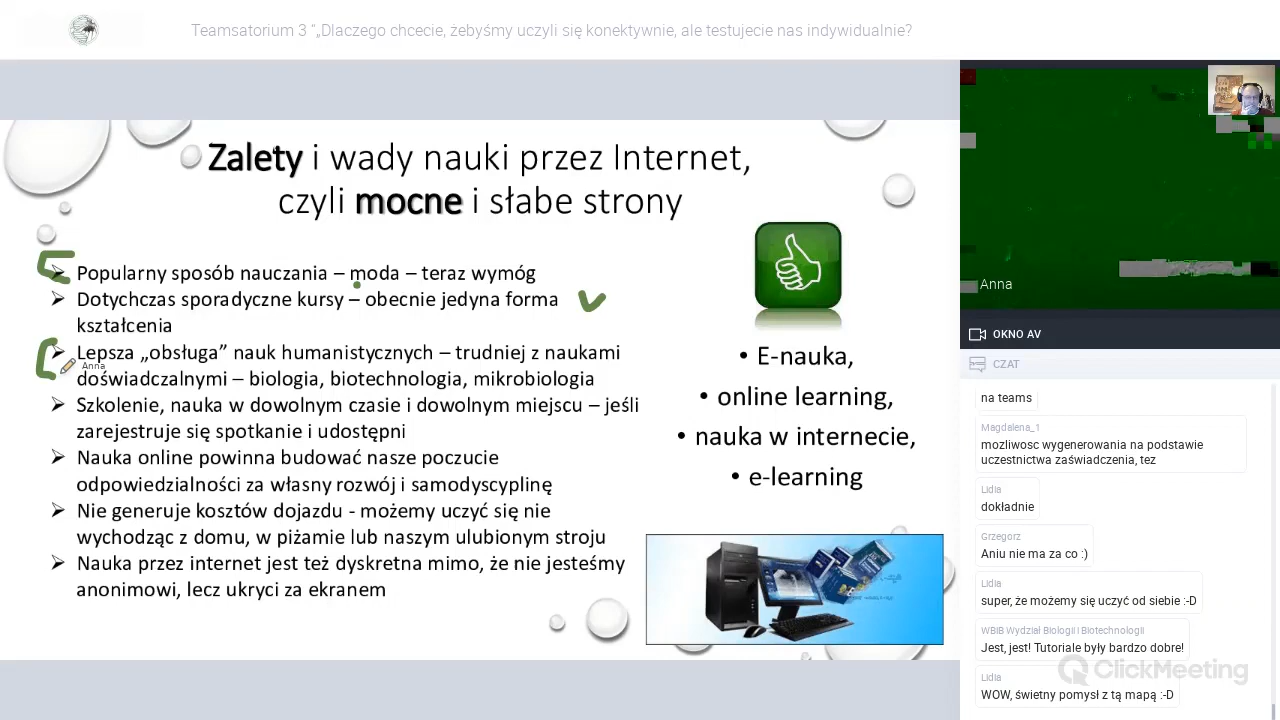 Teamsatorium 3 “„Dlaczego chcecie, żebyśmy uczyli się konektywnie, ale testujecie nas indywidualnie?
Zalety i wady nauki przez Internet,
czyli mocne i słabe strony
➢ Popularny sposób nauczania – moda – teraz wymóg
➢ Dotychczas sporadyczne kursy – obecnie jedyna forma
kształcenia
➢ Lepsza „obsługa” nauk humanistycznych – trudniej z naukami
Anna
doświadczalnymi – biologia, biotechnologia, mikrobiologia
➢ Szkolenie, nauka w dowolnym czasie i dowolnym miejscu – jeśli
zarejestruje się spotkanie i udostępni
➢ Nauka online powinna budować nasze poczucie
odpowiedzialności za własny rozwój i samodyscyplinę
➢ Nie generuje kosztów dojazdu - możemy uczyć się nie
wychodząc z domu, w piżamie lub naszym ulubionym stroju
➢ Nauka przez internet jest też dyskretna mimo, że nie jesteśmy
anonimowi, lecz ukryci za ekranem
• E-nauka,
• online learning,
• nauka w internecie,
• e-learning
Anna
OKNO AV
CZAT
na teams
Magdalena_1
mozliwosc wygenerowania na podstawie
uczestnictwa zaświadczenia, tez
Lidia
dokładnie
Grzegorz
Aniu nie ma za co :)
Lidia
super, że możemy się uczyć od siebie :-D
WBIB Wydział Biologii i Biotechnologii
Jest, jest! Tutoriale były bardzo dobre!
Lidia
WOW, świetny pomysł z tą mapą :-D
ClickMeeting